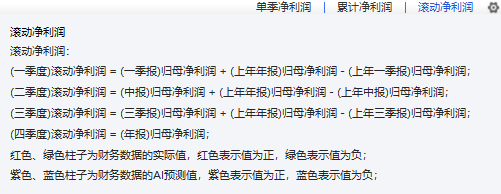 单季净利润 | 累计净利润 | 滚动净利润
滚动净利润
滚动净利润：
(一季度)滚动净利润 = (一季报)归母净利润 + (上年年报)归母净利润 - (上年一季报)归母净利润；
(二季度)滚动净利润 = (中报)归母净利润 + (上年年报)归母净利润 - (上年中报)归母净利润；
(三季度)滚动净利润 = (三季报)归母净利润 + (上年年报)归母净利润 - (上年三季报)归母净利润；
(四季度)滚动净利润 = (年报)归母净利润；
红色、绿色柱子为财务数据的实际值，红色表示值为正，绿色表示值为负；
紫色、蓝色柱子为财务数据的AI预测值，紫色表示值为正，蓝色表示值为负；